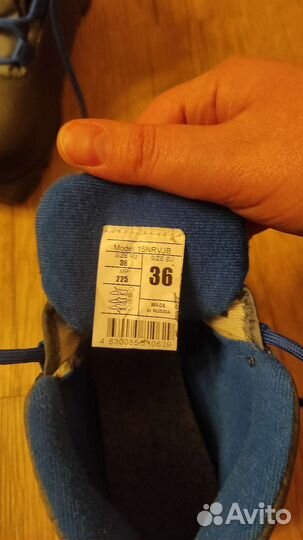 Model 15NRVJB
SIZE RU SIZE EU
36 36
MP
225
MADE
IN RUSSIA
4 630085 510629
Avito